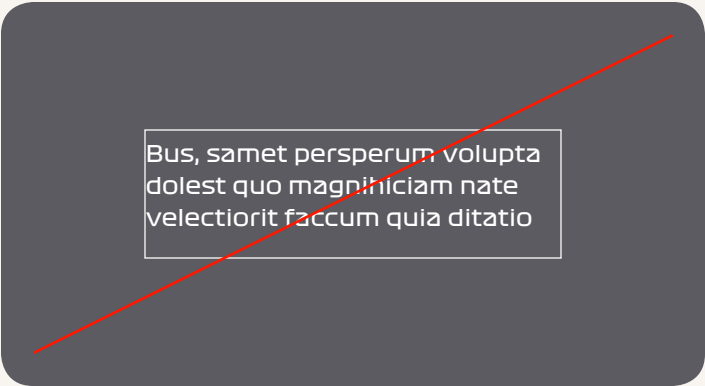 Bus, samet persperum volupta
dolest quo magnihiciam nate
velectiorit faccum quia ditatio